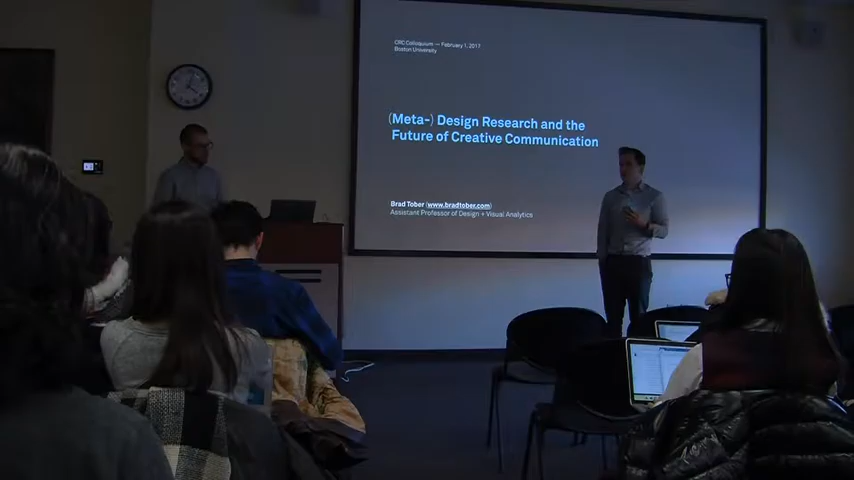 CRC Colloquium — February 1, 2017
Boston University
(Meta-) Design Research and the
Future of Creative Communication
Brad Tober (www.bradtober.com)
Assistant Professor of Design + Visual Analytics